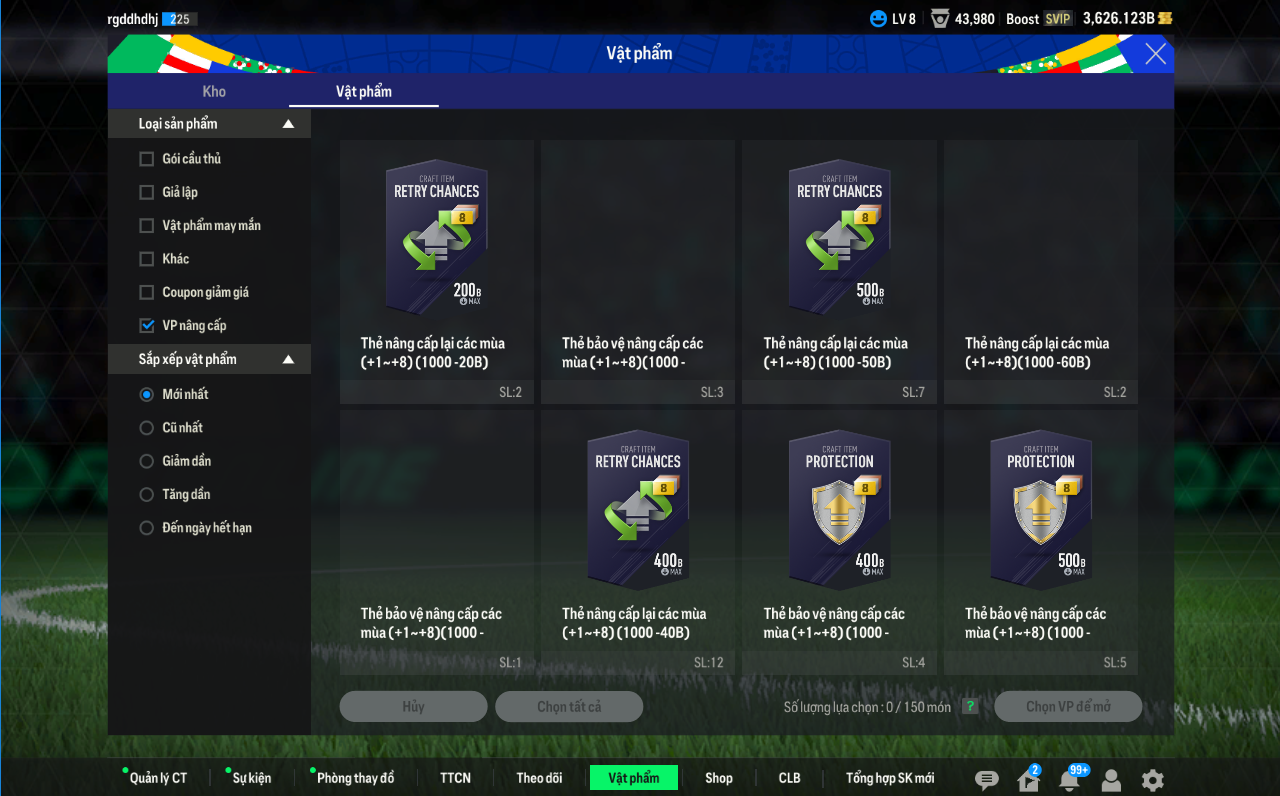 rgddhdhj 225 LV 8 43,980 Boost SVIP 3,626.123B
Vật phẩm
Kho Vật phẩm
Loại sản phẩm
Gói cầu thủ
Giả lập
Vật phẩm may mắn
Khác
Coupon giảm giá
VP nâng cấp
Sắp xếp vật phẩm
Mới nhất
Cũ nhất
Giảm dần
Tăng dần
Đến ngày hết hạn
CRAFT ITEM
RETRY CHANCES
8
200B
MAX
Thẻ nâng cấp lại các mùa
(+1~+8) (1000 -20B)
SL:2
Thẻ bảo vệ nâng cấp các
mùa (+1~+8)(1000 -
SL:3
CRAFT ITEM
RETRY CHANCES
8
500B
MAX
Thẻ nâng cấp lại các mùa
(+1~+8) (1000 -50B)
SL:7
Thẻ nâng cấp lại các mùa
(+1~+8)(1000 -60B)
SL:2
Thẻ bảo vệ nâng cấp các
mùa (+1~+8)(1000 -
SL:1
CRAFT ITEM
RETRY CHANCES
8
400B
MAX
Thẻ nâng cấp lại các mùa
(+1~+8) (1000 -40B)
SL:12
CRAFT ITEM
PROTECTION
8
400B
MAX
Thẻ bảo vệ nâng cấp các
mùa (+1~+8) (1000 -
SL:4
CRAFT ITEM
PROTECTION
8
500B
MAX
Thẻ bảo vệ nâng cấp các
mùa (+1~+8) (1000 -
SL:5
Hủy Chọn tất cả Số lượng lựa chọn : 0 / 150 món ? Chọn VP để mở
Quản lý CT Sự kiện Phòng thay đồ TTCN Theo dõi Vật phẩm Shop CLB Tổng hợp SK mới 2 99+